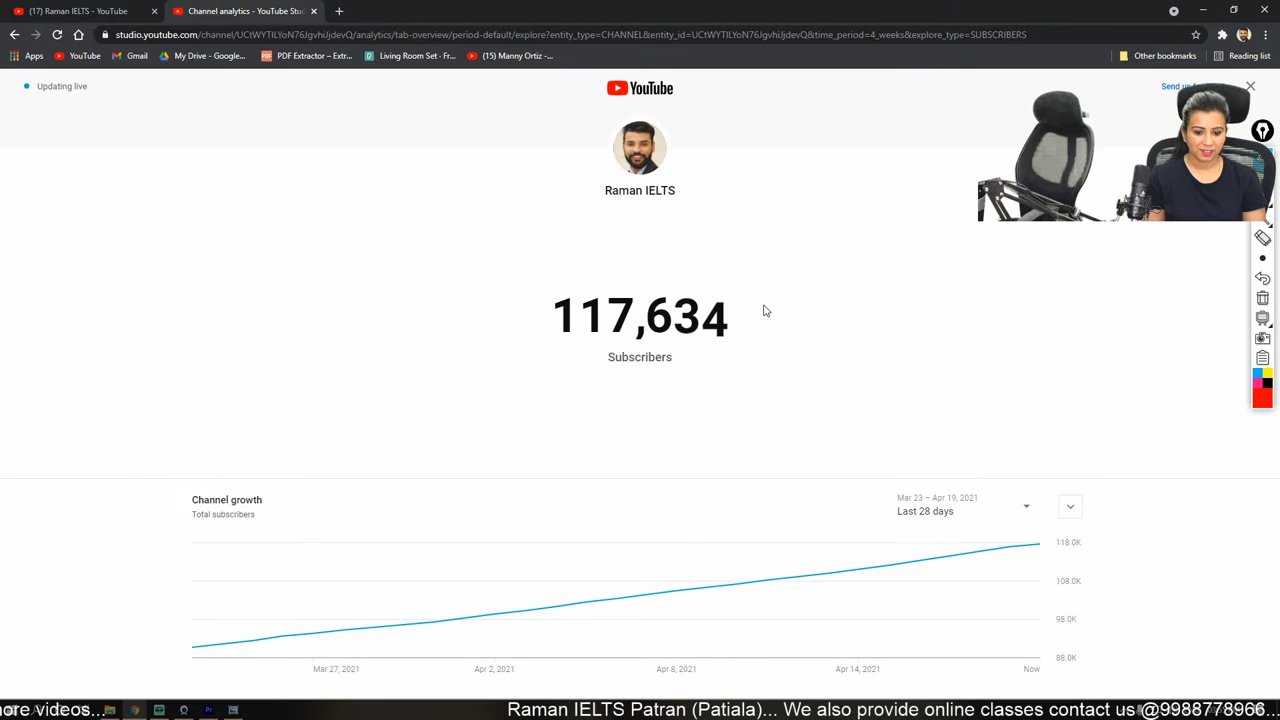 (17) Raman IELTS - YouTube
Channel analytics - YouTube Stu
studio.youtube.com/channel/UCtWYTlLYoN76JgvhiJjdevQ/analytics/tab-overview/period-default/explore?entity_type=CHANNEL&entity_id=UCtWYTlLYoN76JgvhiJjdevQ&time_period=4_weeks&explore_type=SUBSCRIBERS
Apps YouTube Gmail My Drive - Google... PDF Extractor – Extr... Living Room Set - Fr... (15) Manny Ortiz -... Other bookmarks Reading list
Updating live
YouTube
Send us
Raman IELTS
117,634
Subscribers
Channel growth
Total subscribers
Mar 23 – Apr 19, 2021
Last 28 days
118.0K
108.0K
98.0K
88.0K
Mar 27, 2021 Apr 2, 2021 Apr 8, 2021 Apr 14, 2021 Now
ore videos... Raman IELTS Patran (Patiala)... We also provide online classes contact us @9988778966...